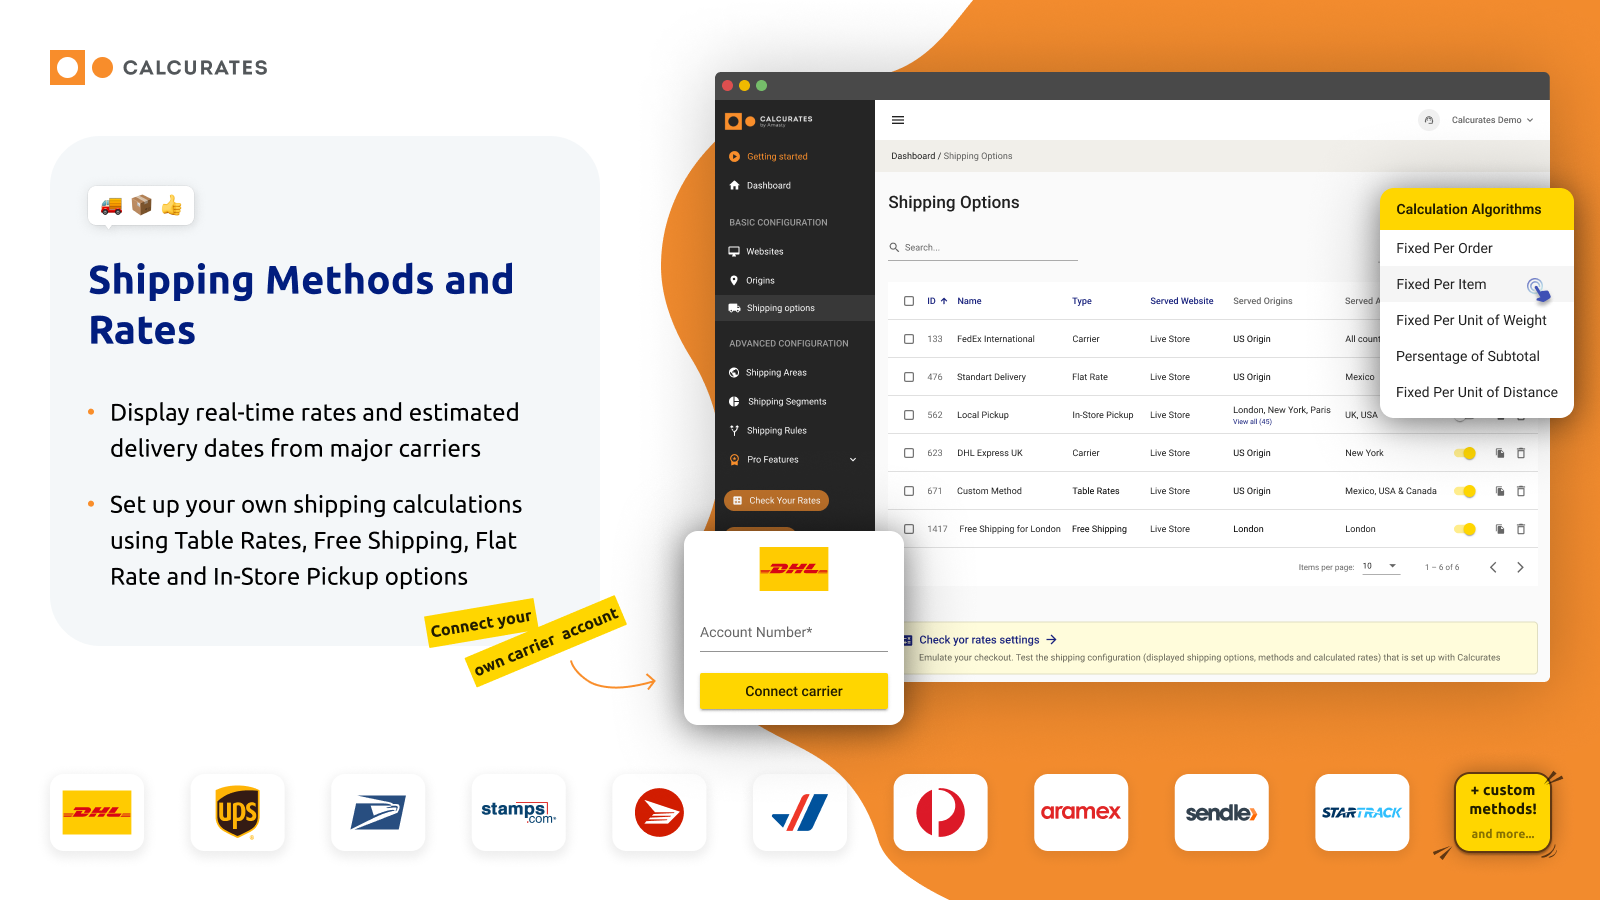 CALCURATES
Shipping Methods and
Rates
• Display real-time rates and estimated
delivery dates from major carriers
• Set up your own shipping calculations
using Table Rates, Free Shipping, Flat
Rate and In-Store Pickup options
Connect your
own carrier account
CALCURATES
by Amasty
Getting started
Dashboard
BASIC CONFIGURATION
Websites
Origins
Shipping options
ADVANCED CONFIGURATION
Shipping Areas
Shipping Segments
Shipping Rules
Pro Features
Check Your Rates
Calcurates Demo
Dashboard / Shipping Options
Shipping Options
Search...
ID Name Type Served Website Served Origins Served A
133 FedEx International Carrier Live Store US Origin All count
476 Standart Delivery Flat Rate Live Store US Origin Mexico
562 Local Pickup In-Store Pickup Live Store London, New York, Paris UK, USA
View all (45)
623 DHL Express UK Carrier Live Store US Origin New York
671 Custom Method Table Rates Live Store US Origin Mexico, USA & Canada
1417 Free Shipping for London Free Shipping Live Store London London
Items per page: 10 1 – 6 of 6
Check yor rates settings
Emulate your checkout. Test the shipping configuration (displayed shipping options, methods and calculated rates) that is set up with Calcurates
Calculation Algorithms
Fixed Per Order
Fixed Per Item
Fixed Per Unit of Weight
Persentage of Subtotal
Fixed Per Unit of Distance
DHL
Account Number*
Connect carrier
DHL
ups
stamps
.com
aramex
sendle
STARTRACK
+ custom
methods!
and more...